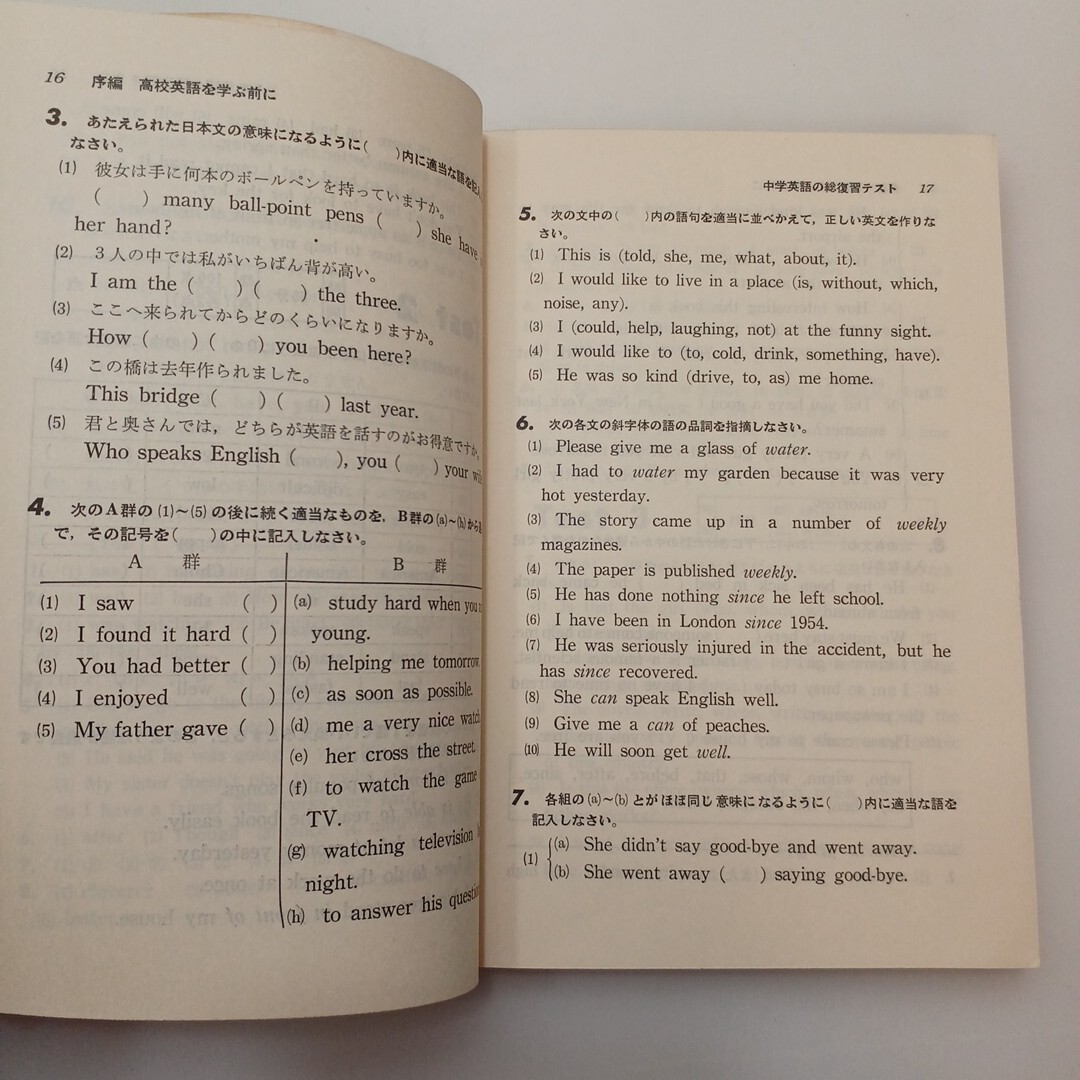 16 序編 高校英語を学ぶ前に
3. あたえられた日本文の意味になるように( )内に適当な語を記入
なさい。
(1) 彼女は手に何本のボールペンを持っていますか。
( ) many ball-point pens ( ) she have
her hand?
(2) 3人の中では私がいちばん背が高い。
I am the ( ) ( ) the three.
(3) ここへ来られてからどのくらいになりますか。
How ( ) ( ) you been here?
(4) この橋は去年作られました。
This bridge ( ) ( ) last year.
(5) 君と奥さんでは，どちらが英語を話すのがお得意ですか。
Who speaks English ( ), you ( ) your
4. 次のA群の(1)～(5)の後に続く適当なものを，B群の(a)～(h)から
で，その記号を( )の中に記入しなさい。
A 群 B 群
(1) I saw ( )
(2) I found it hard ( )
(3) You had better ( )
(4) I enjoyed ( )
(5) My father gave ( )
(a) study hard when you
young.
(b) helping me tomorrow.
(c) as soon as possible.
(d) me a very nice watch
(e) her cross the street.
(f) to watch the game
TV.
(g) watching television
night.
(h) to answer his question
中学英語の総復習テスト 17
5. 次の文中の( )内の語句を適当に並べかえて，正しい英文を作りな
さい。
(1) This is (told, she, me, what, about, it).
(2) I would like to live in a place (is, without, which,
noise, any).
(3) I (could, help, laughing, not) at the funny sight.
(4) I would like to (to, cold, drink, something, have).
(5) He was so kind (drive, to, as) me home.
6. 次の各文の斜字体の語の品詞を指摘しなさい。
(1) Please give me a glass of water.
(2) I had to water my garden because it was very
hot yesterday.
(3) The story came up in a number of weekly
magazines.
(4) The paper is published weekly.
(5) He has done nothing since he left school.
(6) I have been in London since 1954.
(7) He was seriously injured in the accident, but he
has since recovered.
(8) She can speak English well.
(9) Give me a can of peaches.
(10) He will soon get well.
7. 各組の(a)～(b)とがほぼ同じ意味になるように( )内に適当な語を
記入しなさい。
(1) (a) She didn't say good-bye and went away.
(b) She went away ( ) saying good-bye.